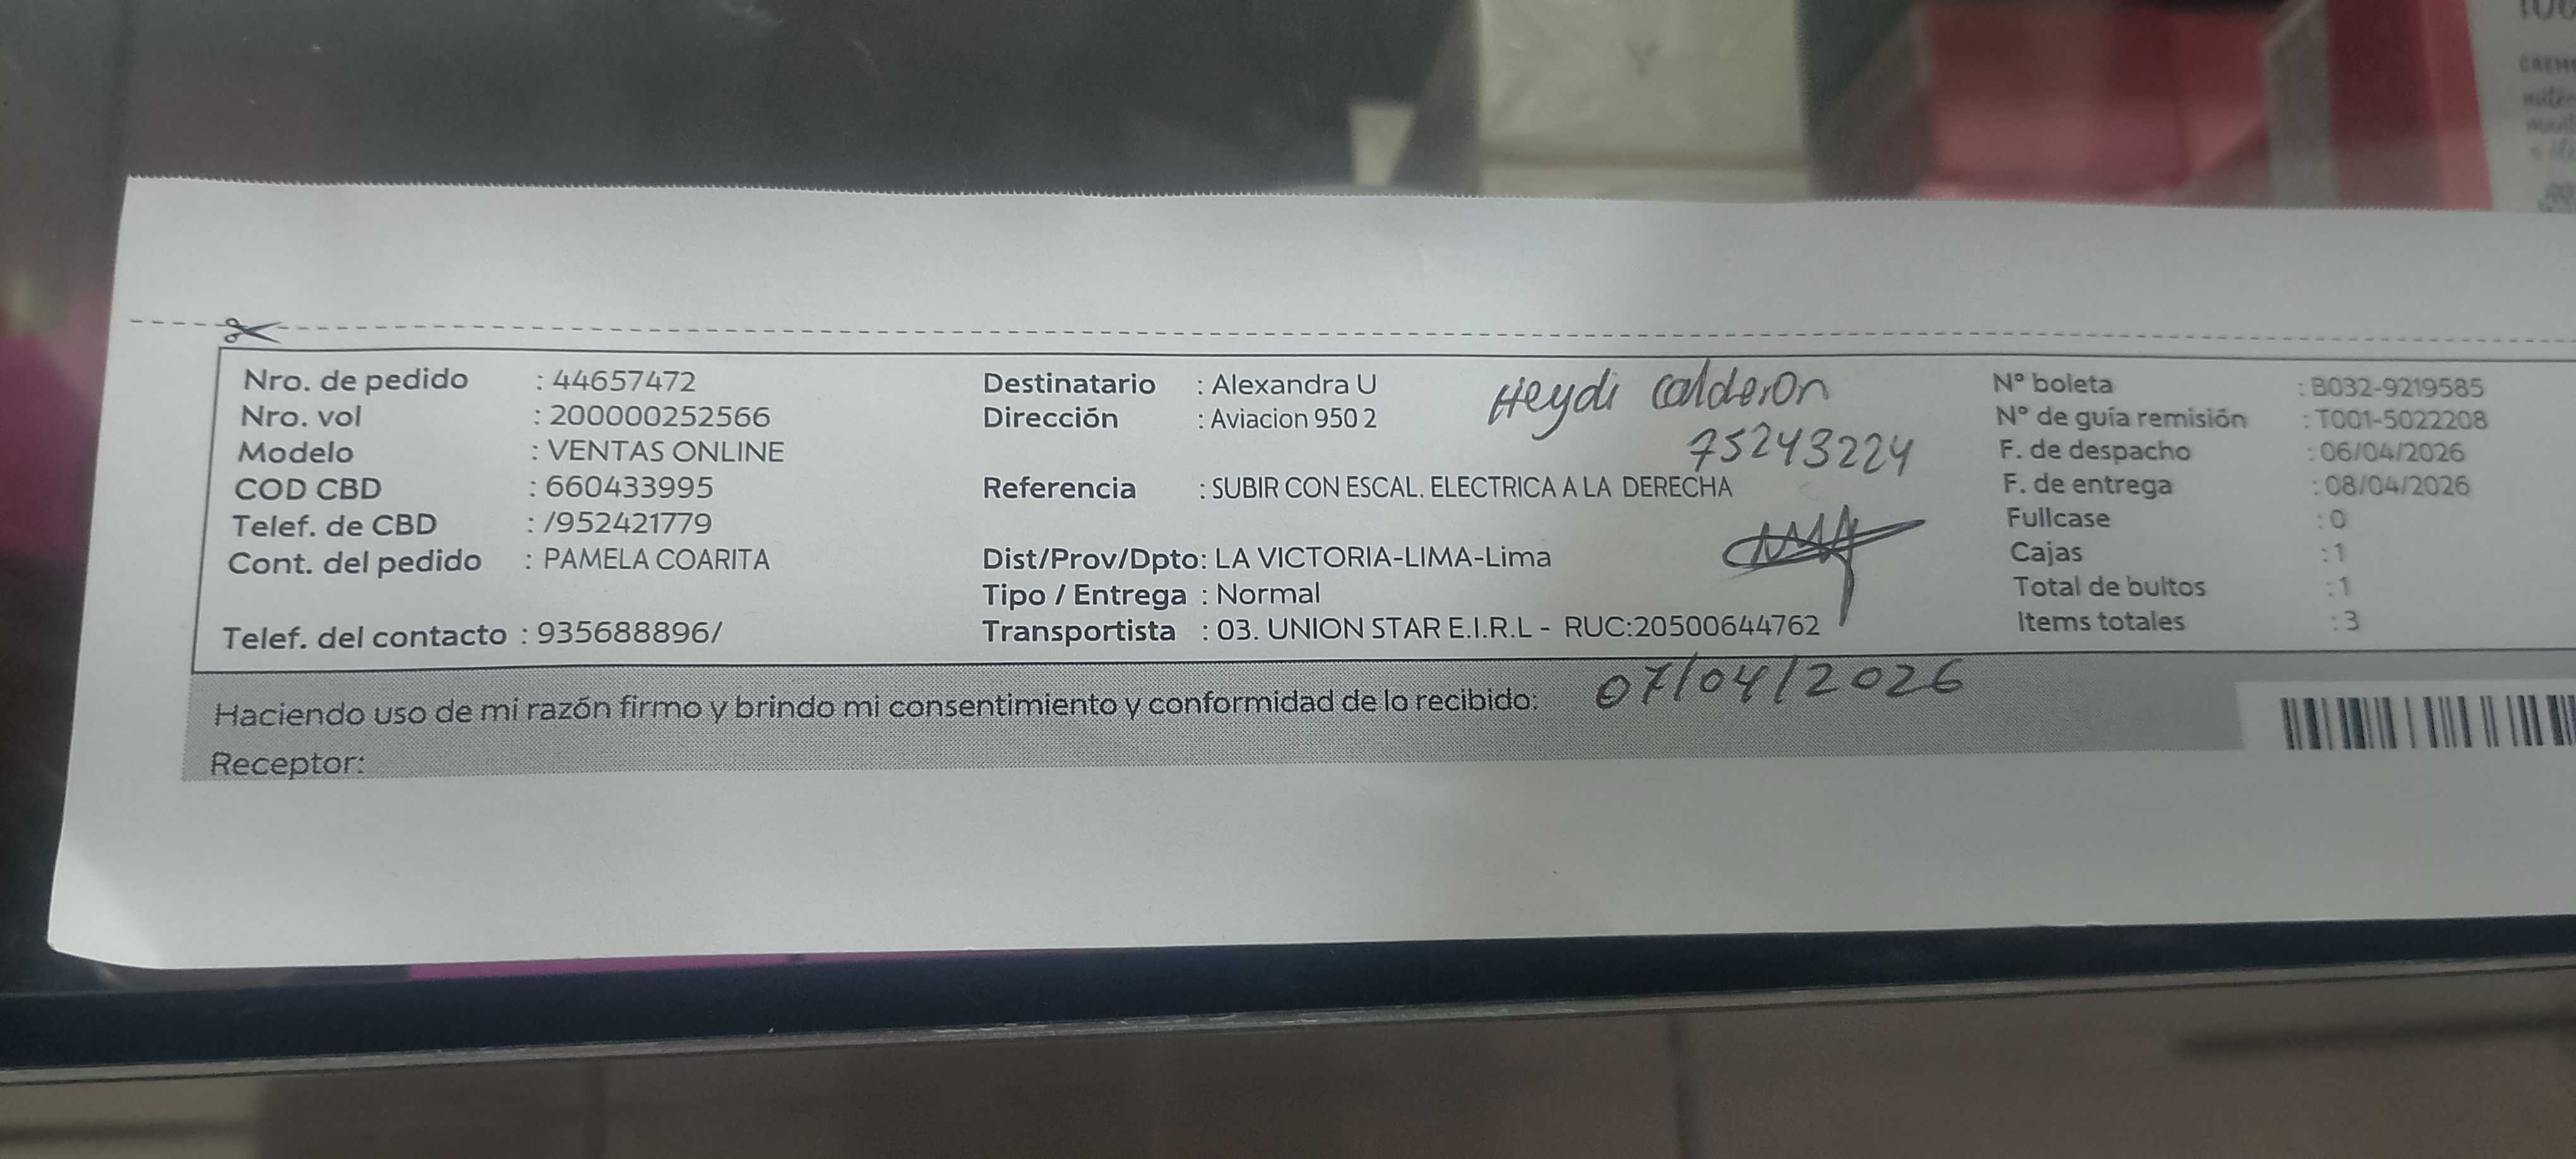 Nro. de pedido : 44657472
Nro. vol : 200000252566
Modelo : VENTAS ONLINE
COD CBD : 660433995
Telef. de CBD : /952421779
Cont. del pedido : PAMELA COARITA
Telef. del contacto : 935688896/
Destinatario : Alexandra U
Dirección : Aviacion 950 2
Heydi Calderon
75243224
Referencia : SUBIR CON ESCAL. ELECTRICA A LA DERECHA
Dist/Prov/Dpto: LA VICTORIA-LIMA-Lima
Tipo / Entrega : Normal
Transportista : 03. UNION STAR E.I.R.L - RUC:20500644762
N° boleta : B032-9219585
N° de guía remisión : T001-5022208
F. de despacho : 06/04/2026
F. de entrega : 08/04/2026
Fullcase : 0
Cajas : 1
Total de bultos : 1
Items totales : 3
Haciendo uso de mi razón firmo y brindo mi consentimiento y conformidad de lo recibido: 07/04/2026
Receptor: